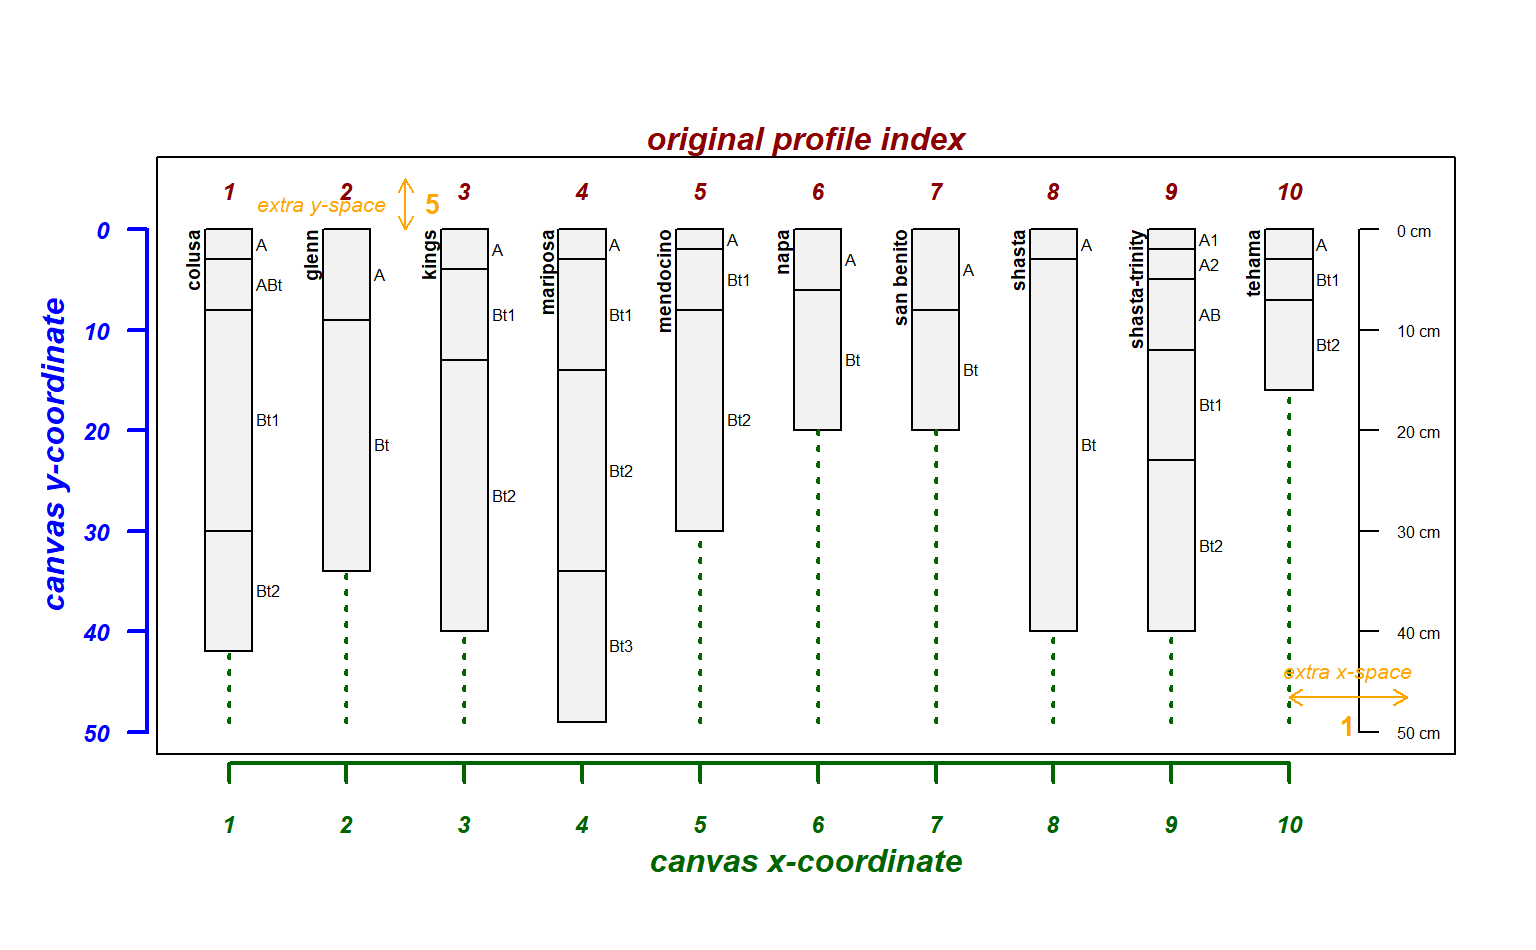 original profile index
1 2 3 4 5 6 7 8 9 10
extra y-space 5
canvas y-coordinate
0
10
20
30
40
50
colusa
A
ABt
Bt1
Bt2
glenn
A
Bt
kings
A
Bt1
Bt2
mariposa
A
Bt1
Bt2
Bt3
mendocino
A
Bt1
Bt2
napa
A
Bt
san benito
A
Bt
shasta
A
Bt
shasta-trinity
A1
A2
AB
Bt1
Bt2
tehama
A
Bt1
Bt2
0 cm
10 cm
20 cm
30 cm
40 cm
50 cm
extra x-space
1
1 2 3 4 5 6 7 8 9 10
canvas x-coordinate